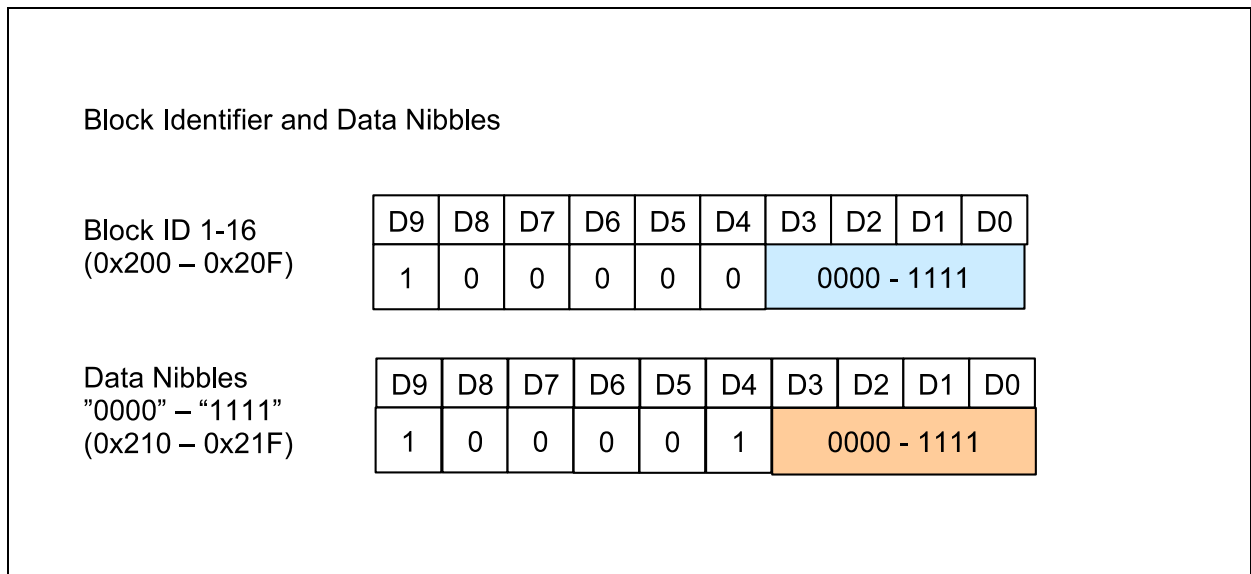 Block Identifier and Data Nibbles
Block ID 1-16
(0x200 – 0x20F)
D9 D8 D7 D6 D5 D4 D3 D2 D1 D0
1 0 0 0 0 0 0000 - 1111
Data Nibbles
”0000” – “1111”
(0x210 – 0x21F)
D9 D8 D7 D6 D5 D4 D3 D2 D1 D0
1 0 0 0 0 1 0000 - 1111